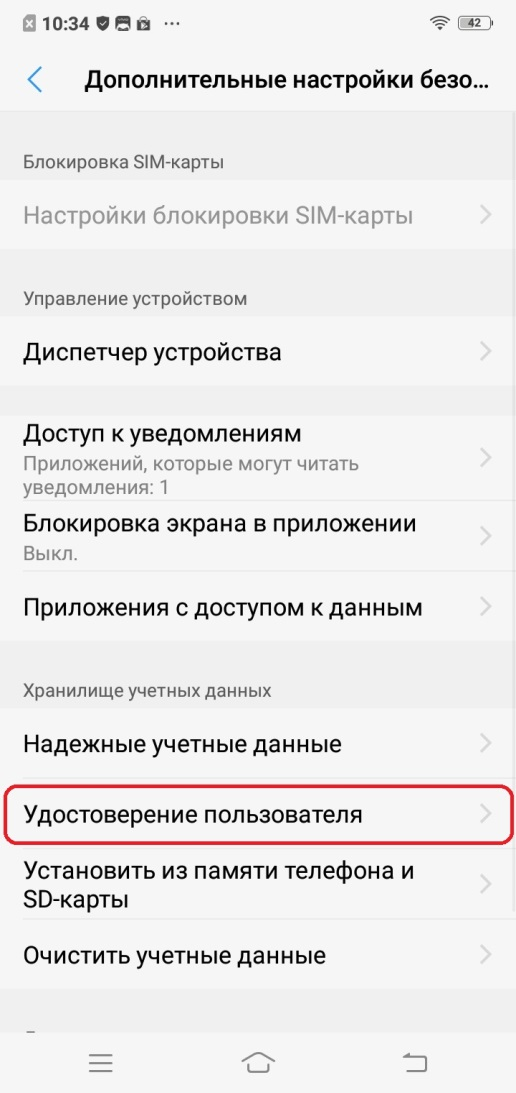 10:34
42
Дополнительные настройки безо...
Блокировка SIM-карты
Настройки блокировки SIM-карты
Управление устройством
Диспетчер устройства
Доступ к уведомлениям
Приложений, которые могут читать
уведомления: 1
Блокировка экрана в приложении
Выкл.
Приложения с доступом к данным
Хранилище учетных данных
Надежные учетные данные
Удостоверение пользователя
Установить из памяти телефона и
SD-карты
Очистить учетные данные